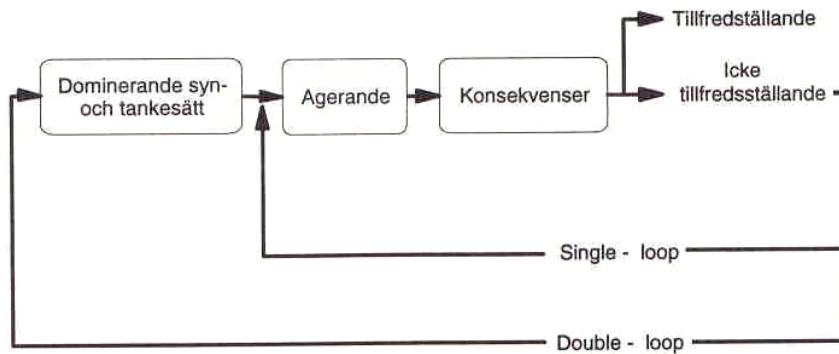 Tillfredställande
Dominerande syn-
och tankesätt
Agerande
Konsekvenser
Icke
tillfredsställande
Single - loop
Double - loop